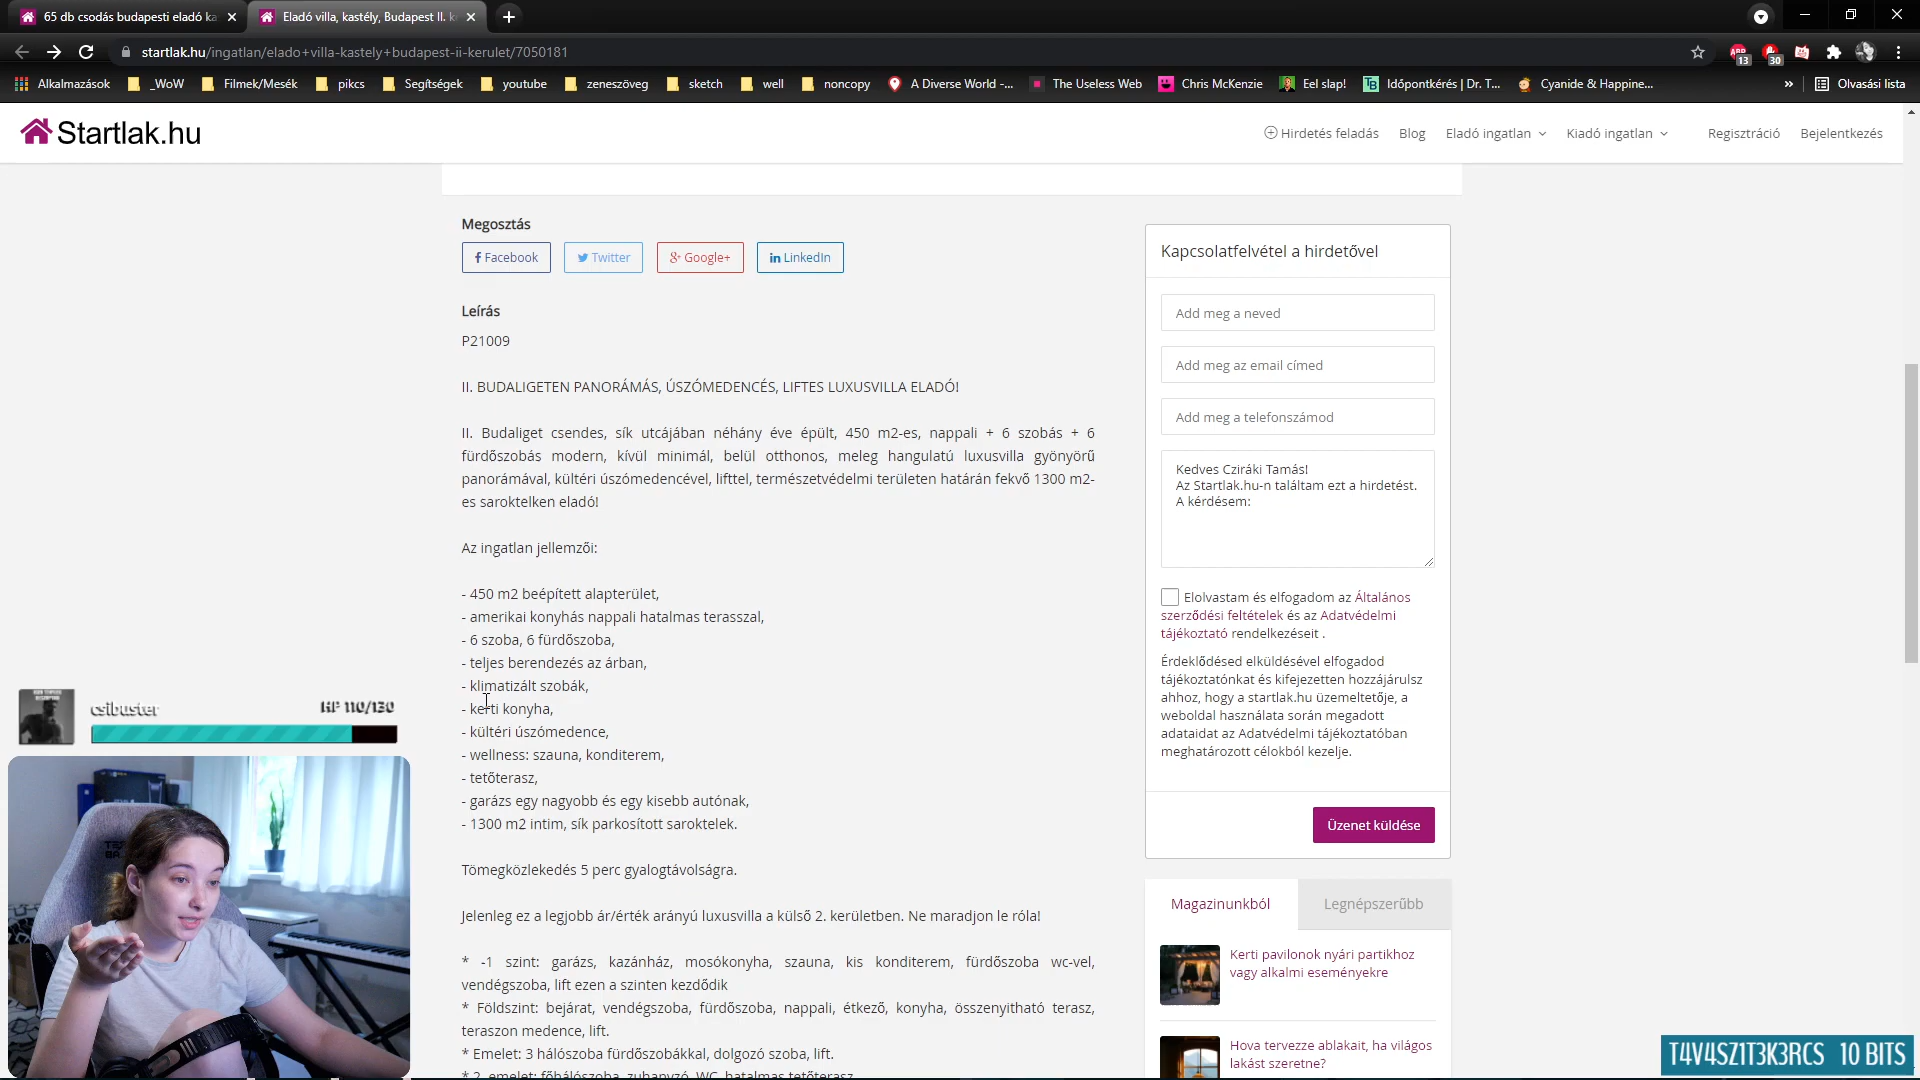 65 db csodás budapesti eladó ka
Eladó villa, kastély, Budapest II. k
startlak.hu/ingatlan/elado+villa-kastely+budapest-ii-kerulet/7050181
ABP
13
30
Alkalmazások
_WoW
Filmek/Mesék
pikcs
Segítségek
youtube
zeneszöveg
sketch
well
noncopy
A Diverse World -...
The Useless Web
Chris McKenzie
Eel slap!
Időpontkérés | Dr. T...
Cyanide & Happine...
»
Olvasási lista
Startlak.hu
Hirdetés feladás
Blog
Eladó ingatlan
Kiadó ingatlan
Regisztráció
Bejelentkezés
Megosztás
Facebook
Twitter
Google+
LinkedIn
Leírás
P21009
II. BUDALIGETEN PANORÁMÁS, ÚSZÓMEDENCÉS, LIFTES LUXUSVILLA ELADÓ!
II. Budaliget csendes, sík utcájában néhány éve épült, 450 m2-es, nappali + 6 szobás + 6
fürdőszobás modern, kívül minimál, belül otthonos, meleg hangulatú luxusvilla gyönyörű
panorámával, kültéri úszómedencével, lifttel, természetvédelmi területen határán fekvő 1300 m2-
es saroktelken eladó!
Az ingatlan jellemzői:
- 450 m2 beépített alapterület,
- amerikai konyhás nappali hatalmas terasszal,
- 6 szoba, 6 fürdőszoba,
- teljes berendezés az árban,
- klimatizált szobák,
- kerti konyha,
- kültéri úszómedence,
- wellness: szauna, konditerem,
- tetőterasz,
- garázs egy nagyobb és egy kisebb autónak,
- 1300 m2 intim, sík parkosított saroktelek.
Tömegközlekedés 5 perc gyalogtávolságra.
Jelenleg ez a legjobb ár/érték arányú luxusvilla a külső 2. kerületben. Ne maradjon le róla!
* -1 szint: garázs, kazánház, mosókonyha, szauna, kis konditerem, fürdőszoba wc-vel,
vendégszoba, lift ezen a szinten kezdődik
* Földszint: bejárat, vendégszoba, fürdőszoba, nappali, étkező, konyha, összenyitható terasz,
teraszon medence, lift.
* Emelet: 3 hálószoba fürdőszobákkal, dolgozó szoba, lift.
* 2. emelet: főhálószoba, zuhanyzó, WC, hatalmas tetőterasz
Kapcsolatfelvétel a hirdetővel
Add meg a neved
Add meg az email címed
Add meg a telefonszámod
Kedves Cziráki Tamás!
Az Startlak.hu-n találtam ezt a hirdetést.
A kérdésem:
Elolvastam és elfogadom az Általános
szerződési feltételek és az Adatvédelmi
tájékoztató rendelkezéseit .
Érdeklődésed elküldésével elfogadod
tájékoztatónkat és kifejezetten hozzájárulsz
ahhoz, hogy a startlak.hu üzemeltetője, a
weboldal használata során megadott
adataidat az Adatvédelmi tájékoztatóban
meghatározott célokból kezelje.
Üzenet küldése
Magazinunkból
Legnépszerűbb
Kerti pavilonok nyári partikhoz
vagy alkalmi eseményekre
Hova tervezze ablakait, ha világos
lakást szeretne?
csibuster
HP 110/130
T4V4SZ1T3K3RCS 10 BITS